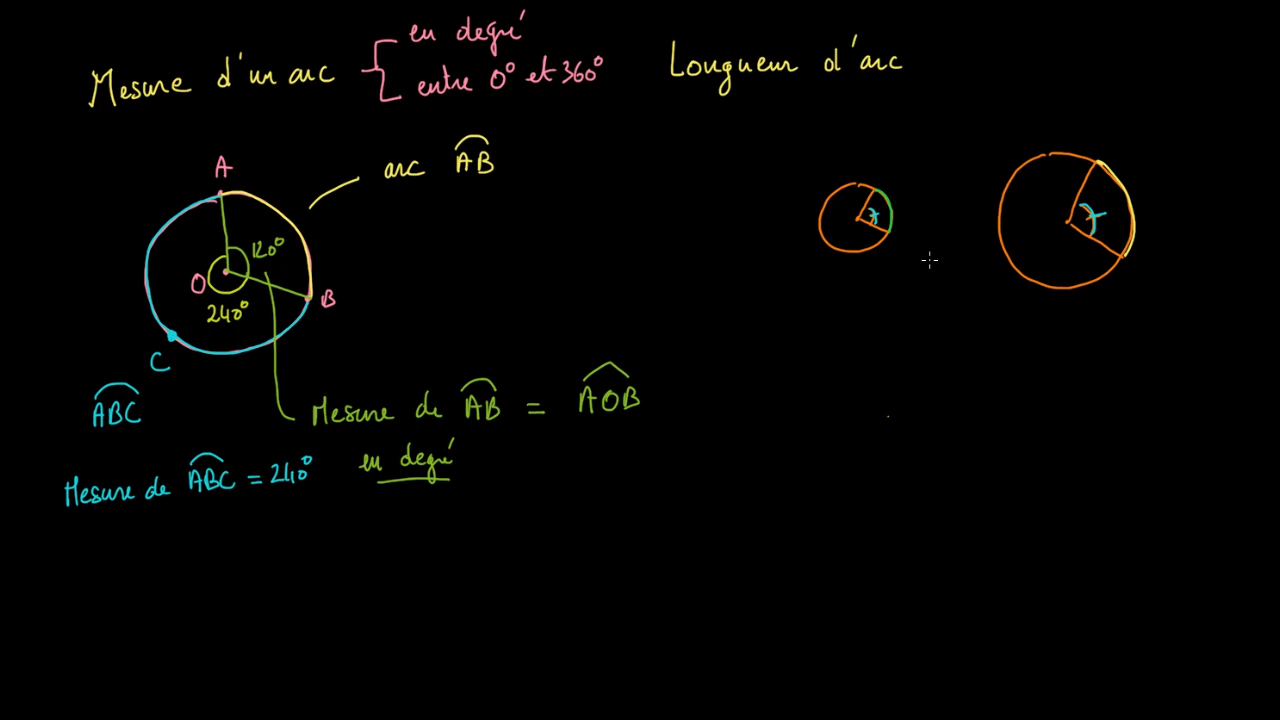 Mesure d'un arc
en degré
entre 0° et 360°
Longueur d'arc
A
arc AB
120°
O
B
240°
C
ABC
Mesure de AB = AOB
en degré
Mesure de ABC = 240°